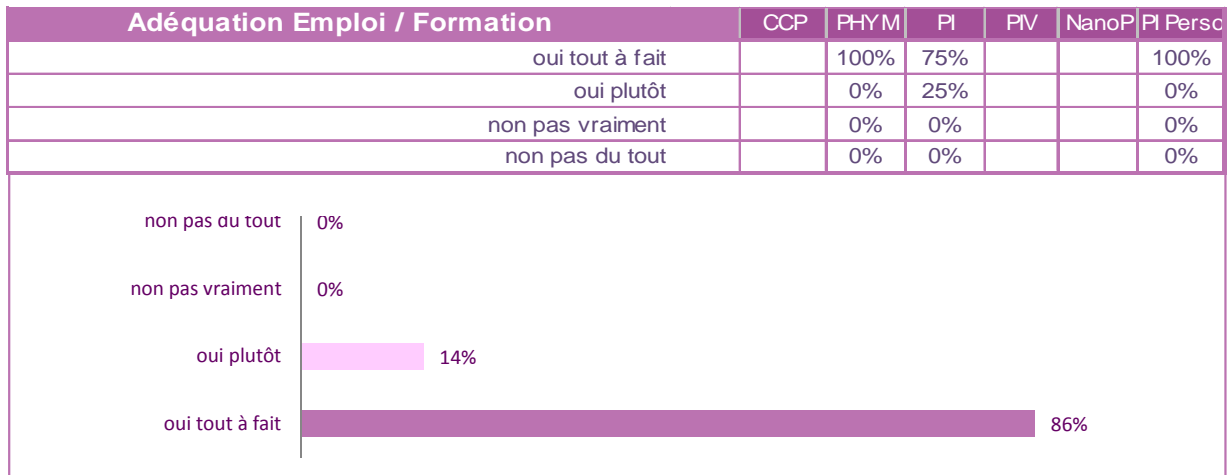 Adéquation Emploi / Formation CCP PHYM PI PIV NanoP PI Perso
oui tout à fait 100% 75% 100%
oui plutôt 0% 25% 0%
non pas vraiment 0% 0% 0%
non pas du tout 0% 0% 0%
non pas du tout 0%
non pas vraiment 0%
oui plutôt 14%
oui tout à fait 86%